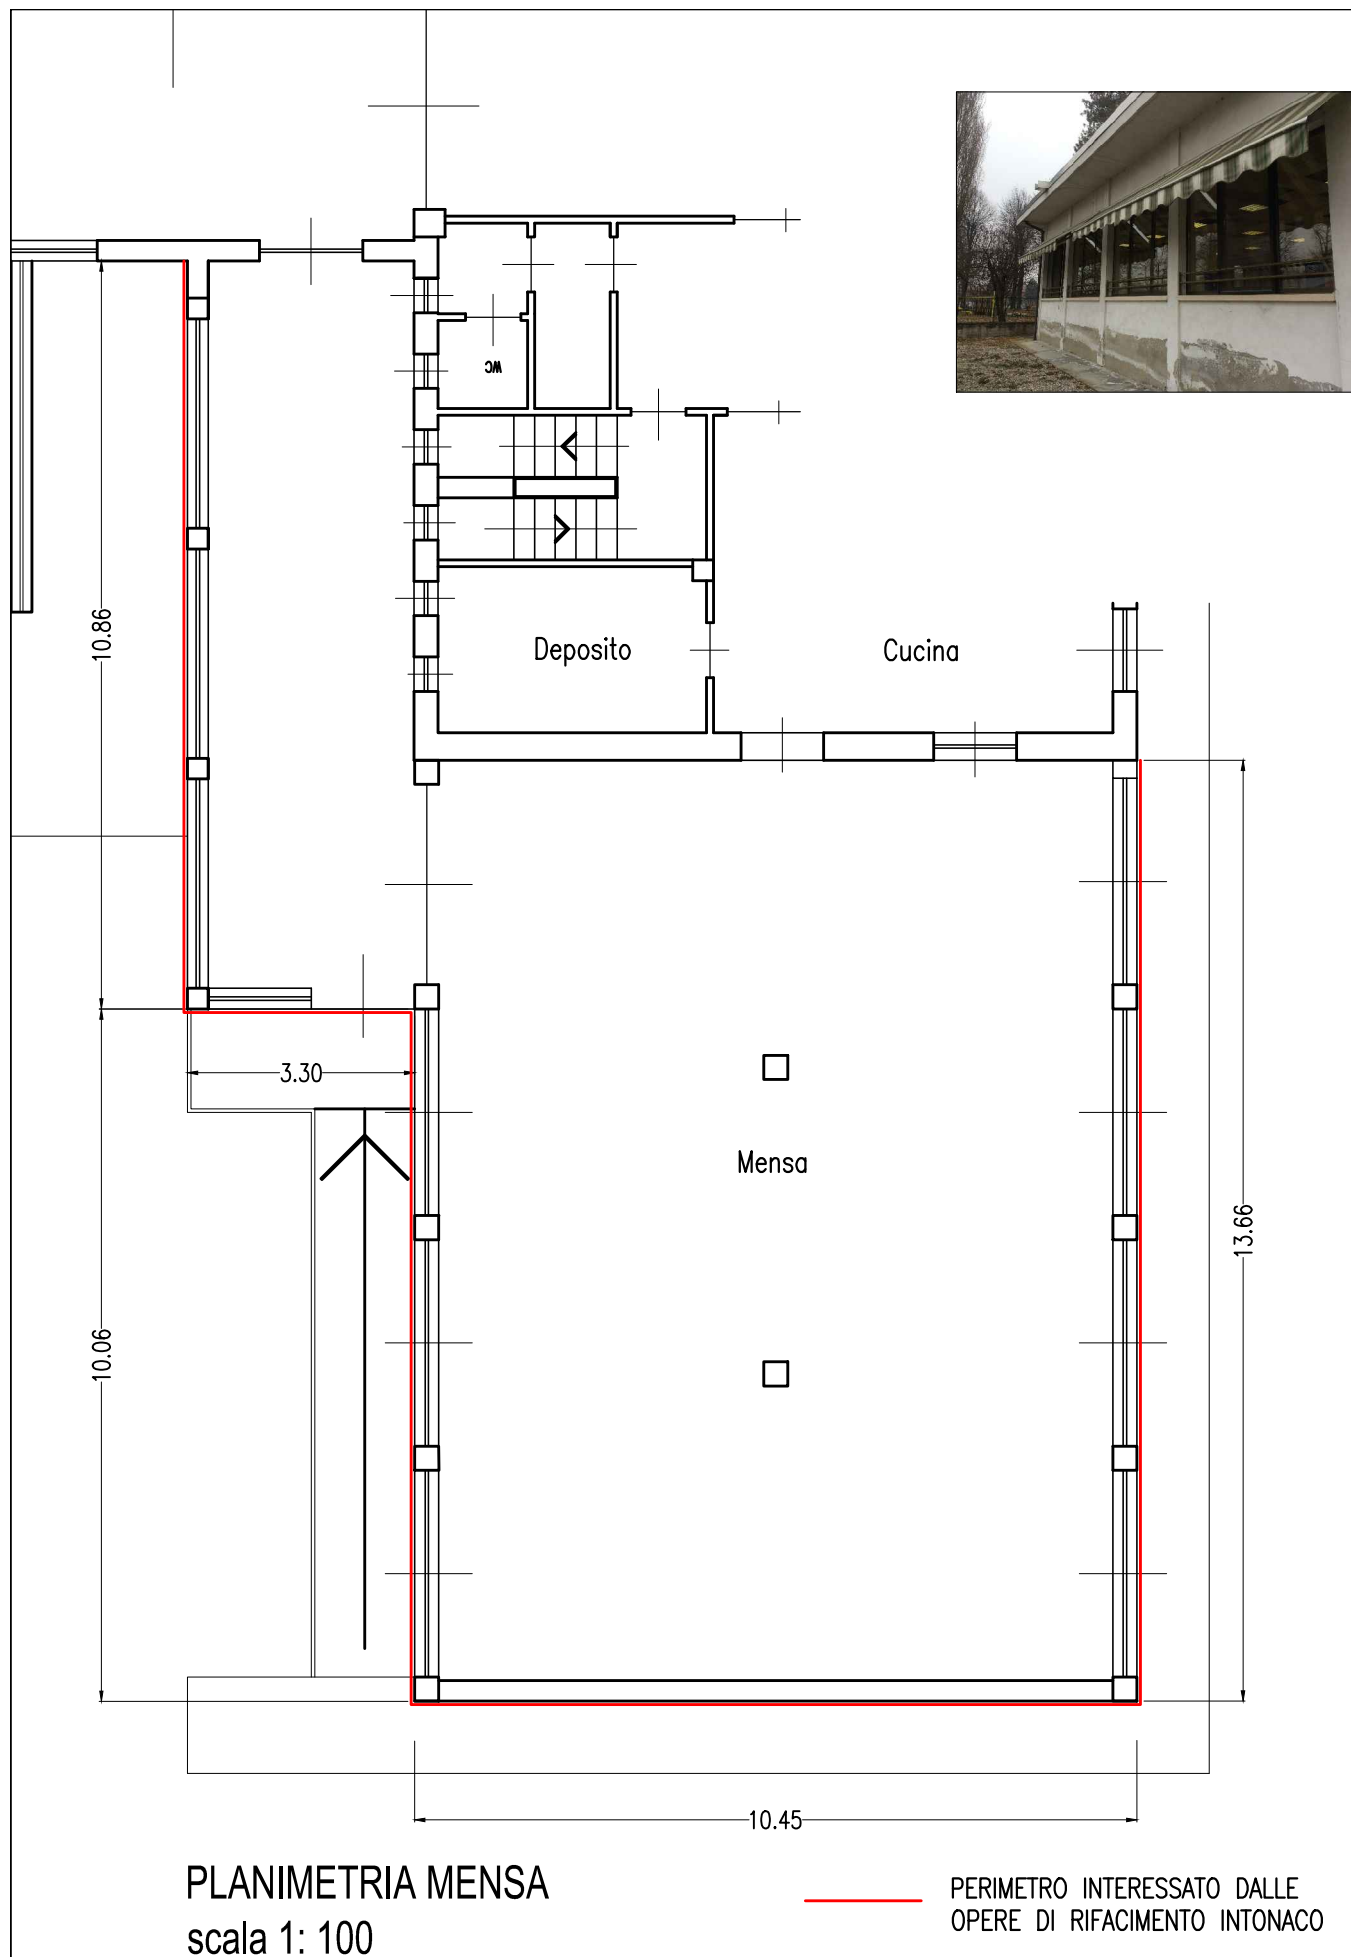 WC
10.86
Deposito
Cucina
3.30
Mensa
13.66
10.06
10.45
PLANIMETRIA MENSA
scala 1: 100
PERIMETRO INTERESSATO DALLE
OPERE DI RIFACIMENTO INTONACO